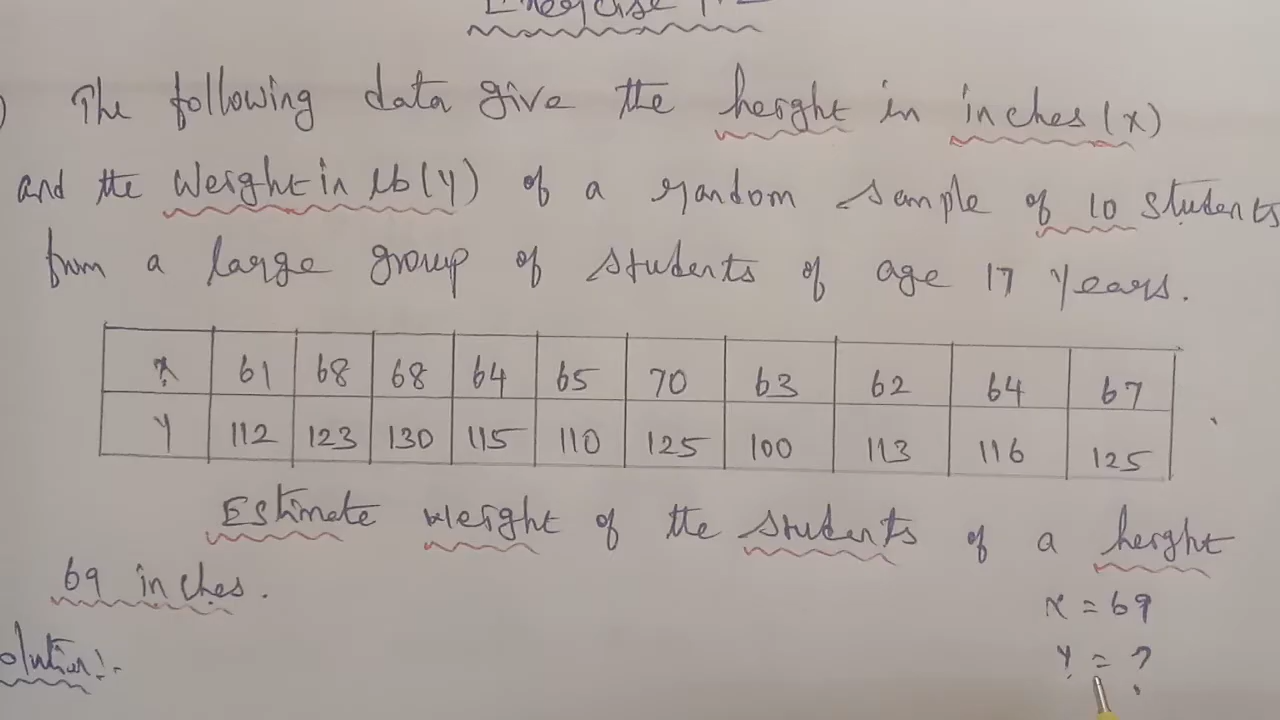 The following data give the height in inches (x)
and the weight in lb (y) of a random sample of 10 students
from a large group of students of age 17 years.
x 61 68 68 64 65 70 63 62 64 67
y 112 123 130 115 110 125 100 113 116 125
Estimate weight of the students of a height
69 inches.
x = 69
y = ?